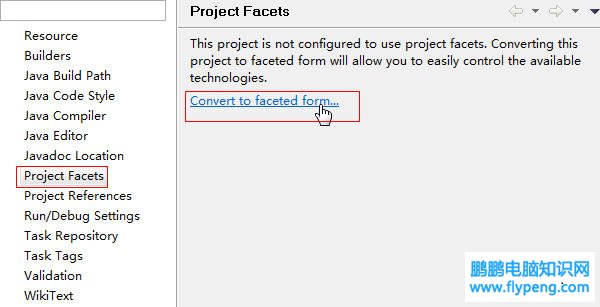 Project Facets
Resource
Builders
Java Build Path
Java Code Style
Java Compiler
Java Editor
Javadoc Location
Project Facets
Project References
Run/Debug Settings
Task Repository
Task Tags
Validation
WikiText
This project is not configured to use project facets. Converting this
project to faceted form will allow you to easily control the available
technologies.
Convert to faceted form...
鹏鹏电脑知识网
www.flypeng.com